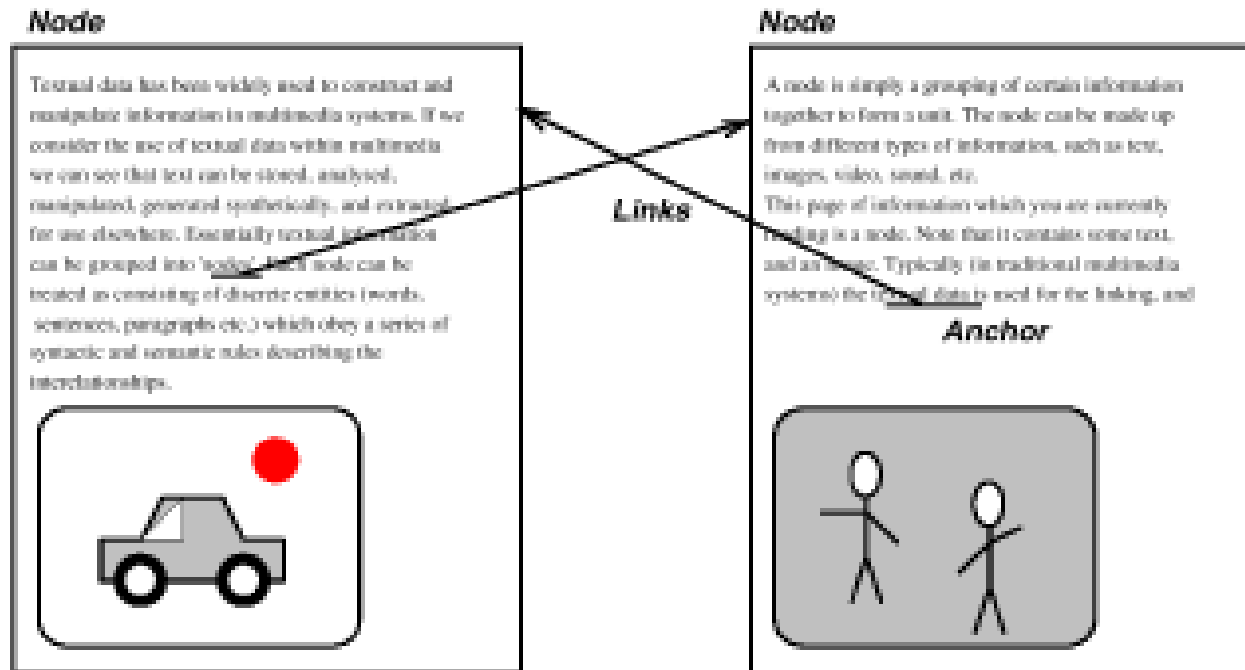 Node
Textual data has been widely used to construct and
manipulate information in multimedia systems. If we
consider the use of textual data within multimedia
we can see that text can be stored, analysed,
manipulated, generated synthetically, and extracted
for use elsewhere. Essentially textual information
can be grouped into 'nodes'. Each node can be
treated as consisting of discrete entities (words,
sentences, paragraphs etc.) which obey a series of
syntactic and semantic rules describing the
interrelationships.
Links
Node
A node is simply a grouping of certain information
together to form a unit. The node can be made up
from different types of information, such as text,
images, video, sound, etc.
This page of information which you are currently
reading is a node. Note that it contains some text,
and an image. Typically (in traditional multimedia
systems) the textual data is used for the linking, and
Anchor